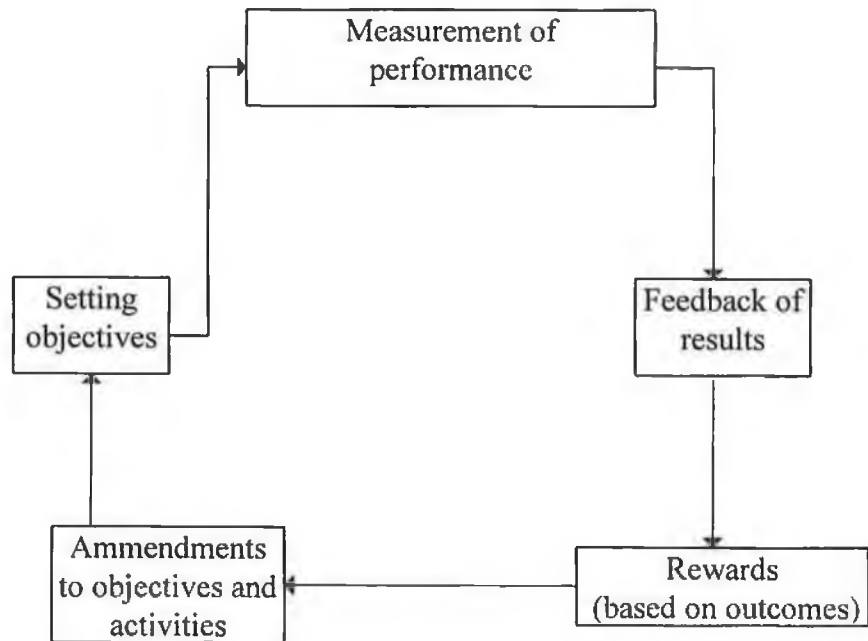 Measurement of
performance
Setting
objectives
Feedback of
results
Ammendments
to objectives and
activities
Rewards
(based on outcomes)